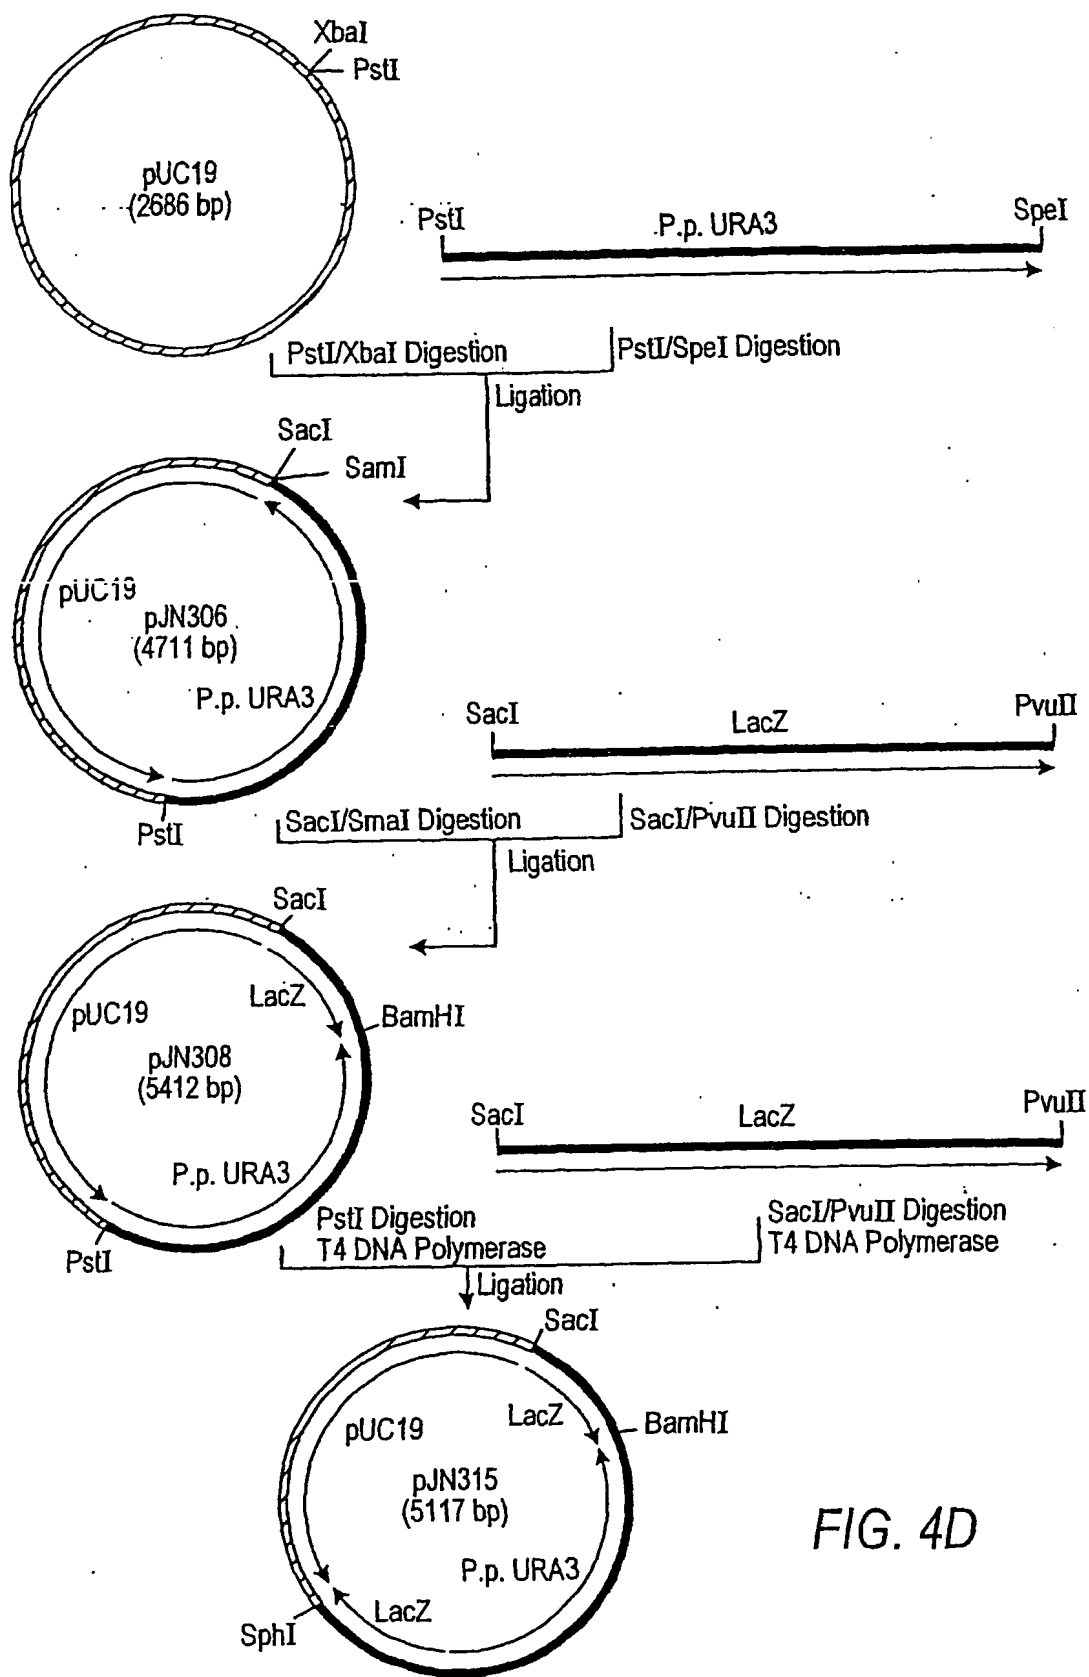 XbaI
PstI
pUC19
(2686 bp)
PstI
P.p. URA3
SpeI
PstI/XbaI Digestion
PstI/SpeI Digestion
Ligation
SacI
SamI
pUC19
pJN306
(4711 bp)
P.p. URA3
PstI
SacI
LacZ
PvuII
SacI/SmaI Digestion
SacI/PvuII Digestion
Ligation
SacI
LacZ
pUC19
BamHI
pJN308
(5412 bp)
P.p. URA3
PstI
SacI
LacZ
PvuII
PstI Digestion
T4 DNA Polymerase
SacI/PvuII Digestion
T4 DNA Polymerase
Ligation
SacI
LacZ
pUC19
BamHI
pJN315
(5117 bp)
P.p. URA3
LacZ
SphI
FIG. 4D